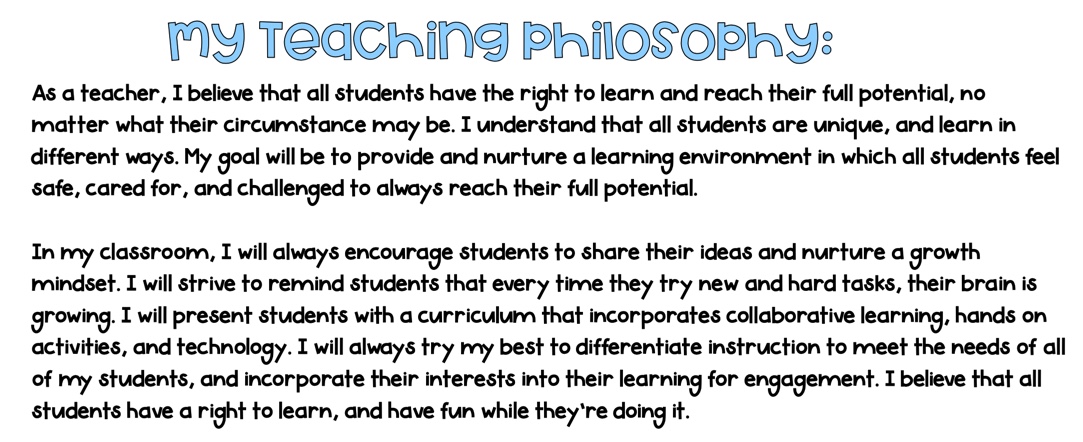 My Teaching Philosophy:
As a teacher, I believe that all students have the right to learn and reach their full potential, no
matter what their circumstance may be. I understand that all students are unique, and learn in
different ways. My goal will be to provide and nurture a learning environment in which all students feel
safe, cared for, and challenged to always reach their full potential.
In my classroom, I will always encourage students to share their ideas and nurture a growth
mindset. I will strive to remind students that every time they try new and hard tasks, their brain is
growing. I will present students with a curriculum that incorporates collaborative learning, hands on
activities, and technology. I will always try my best to differentiate instruction to meet the needs of all
of my students, and incorporate their interests into their learning for engagement. I believe that all
students have a right to learn, and have fun while they're doing it.